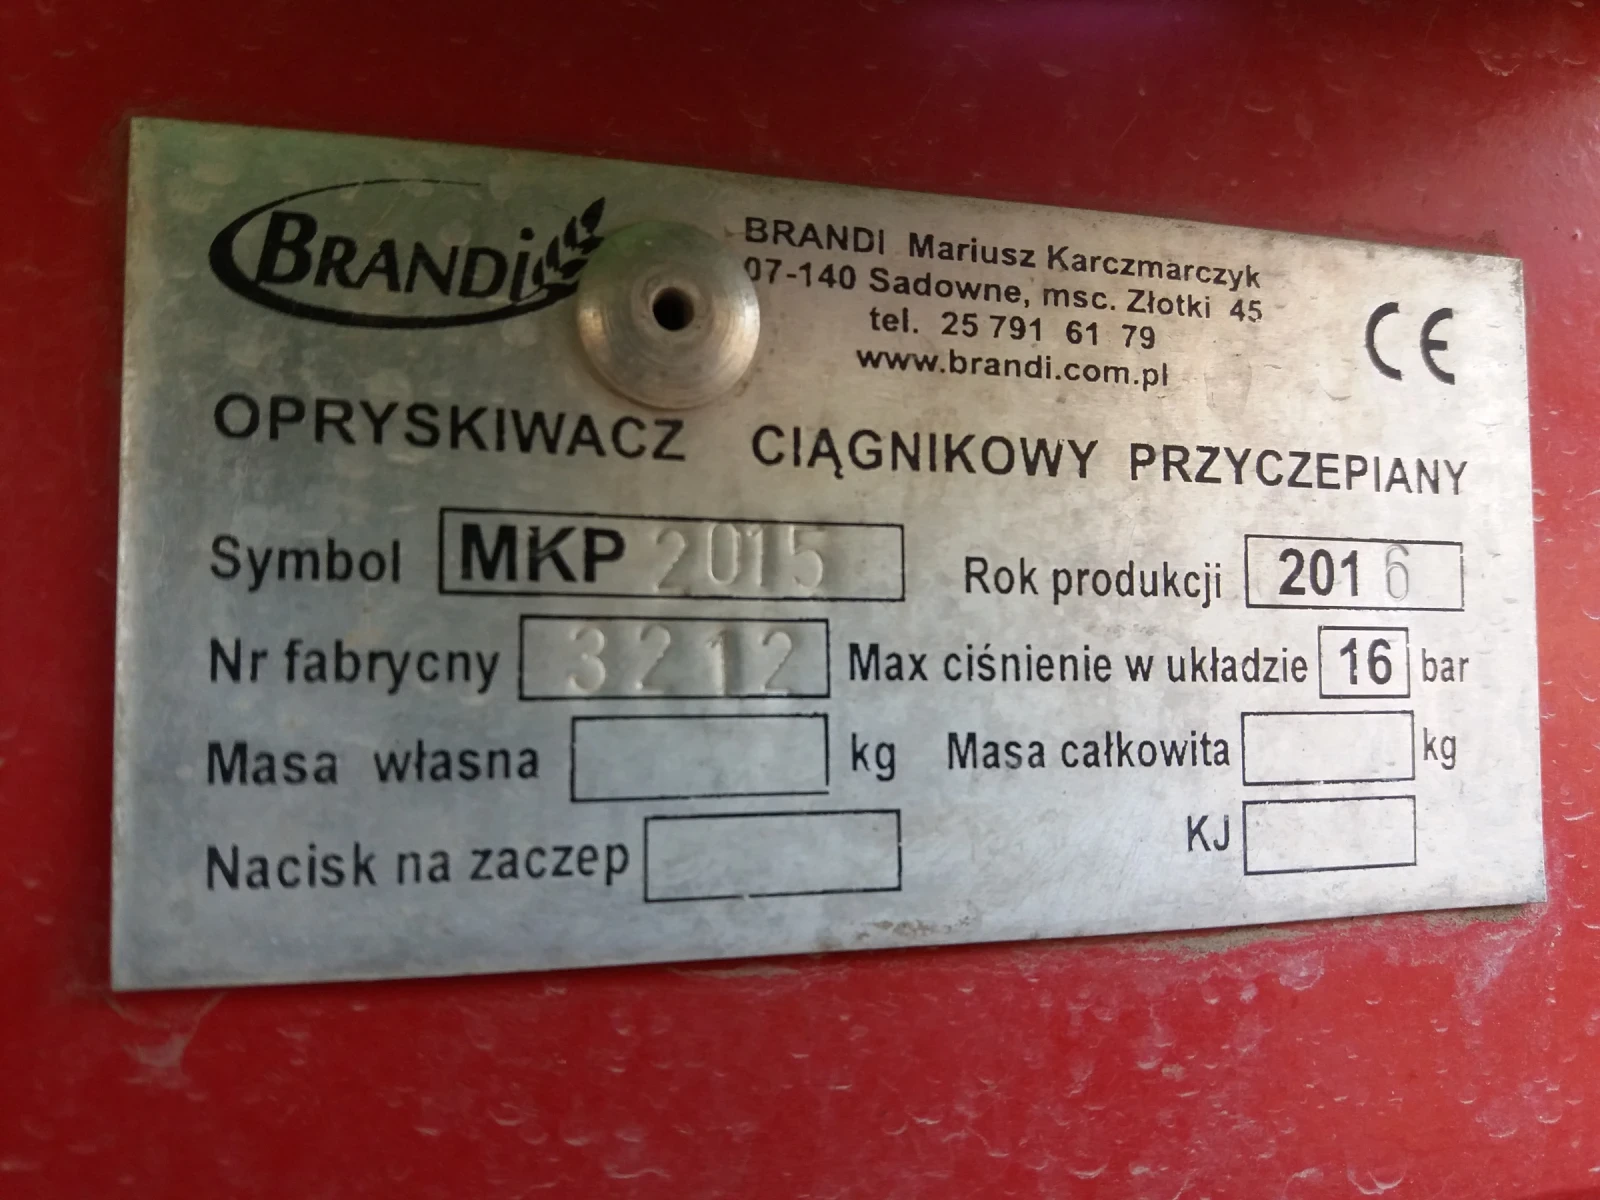 BRANDi
BRANDI Mariusz Karczmarczyk
07-140 Sadowne, msc. Złotki 45
tel. 25 791 61 79
www.brandi.com.pl
CE
OPRYSKIWACZ CIĄGNIKOWY PRZYCZEPIANY
Symbol MKP 2015 Rok produkcji 2016
Nr fabrycny 3212 Max ciśnienie w układzie 16 bar
Masa własna kg Masa całkowita kg
Nacisk na zaczep KJ